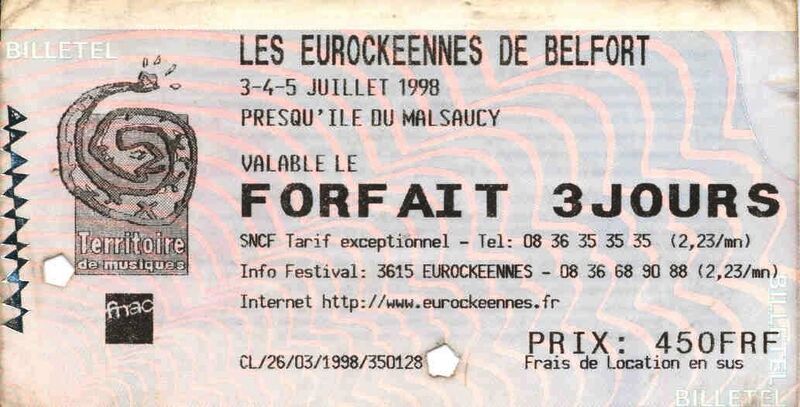 BILLETEL
BILLETEL
LES EUROCKEENNES DE BELFORT
3-4-5 JUILLET 1998
PRESQU'ILE DU MALSAUCY
VALABLE LE
FORFAIT 3JOURS
SNCF Tarif exceptionnel - Tel: 08 36 35 35 35 (2,23/mn)
Info Festival: 3615 EUROCKEENNES - 08 36 68 90 88 (2,23/mn)
Internet http://www.eurockeennes.fr
Territoire
de musiques
fnac
PRIX: 450FRF
CL/26/03/1998/350128
Frais de Location en sus
BILLETEL
BILLETEL